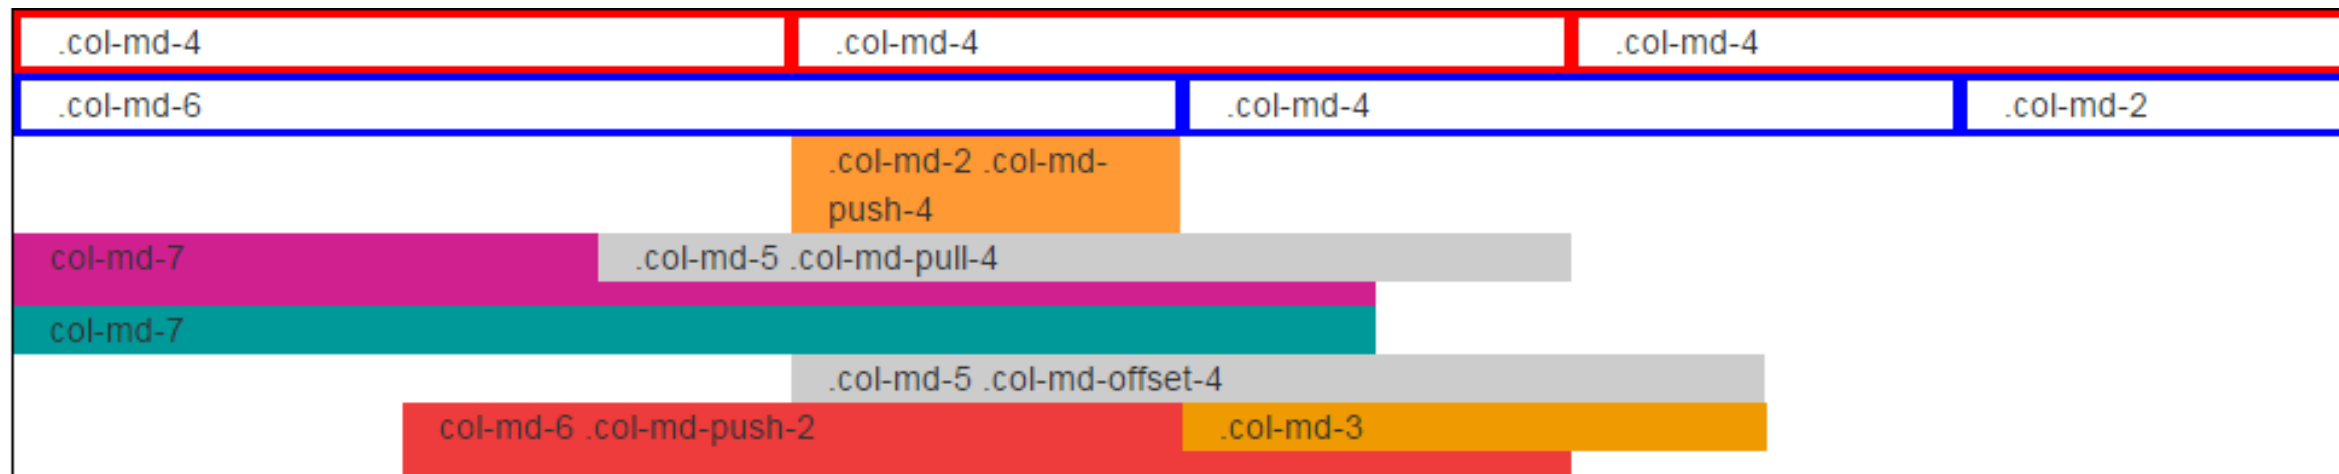 .col-md-4 .col-md-4 .col-md-4
.col-md-6 .col-md-4 .col-md-2
.col-md-2 .col-md-
push-4
col-md-7 .col-md-5 .col-md-pull-4
col-md-7
.col-md-5 .col-md-offset-4
col-md-6 .col-md-push-2 .col-md-3